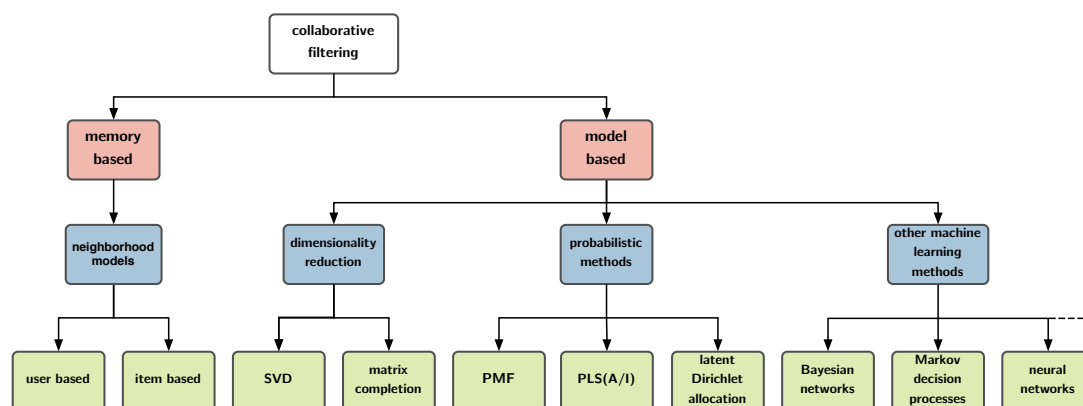 collaborative
filtering
memory
based
model
based
neighborhood
models
dimensionality
reduction
probabilistic
methods
other machine
learning
methods
user based
item based
SVD
matrix
completion
PMF
PLS(A/I)
latent
Dirichlet
allocation
Bayesian
networks
Markov
decision
processes
neural
networks